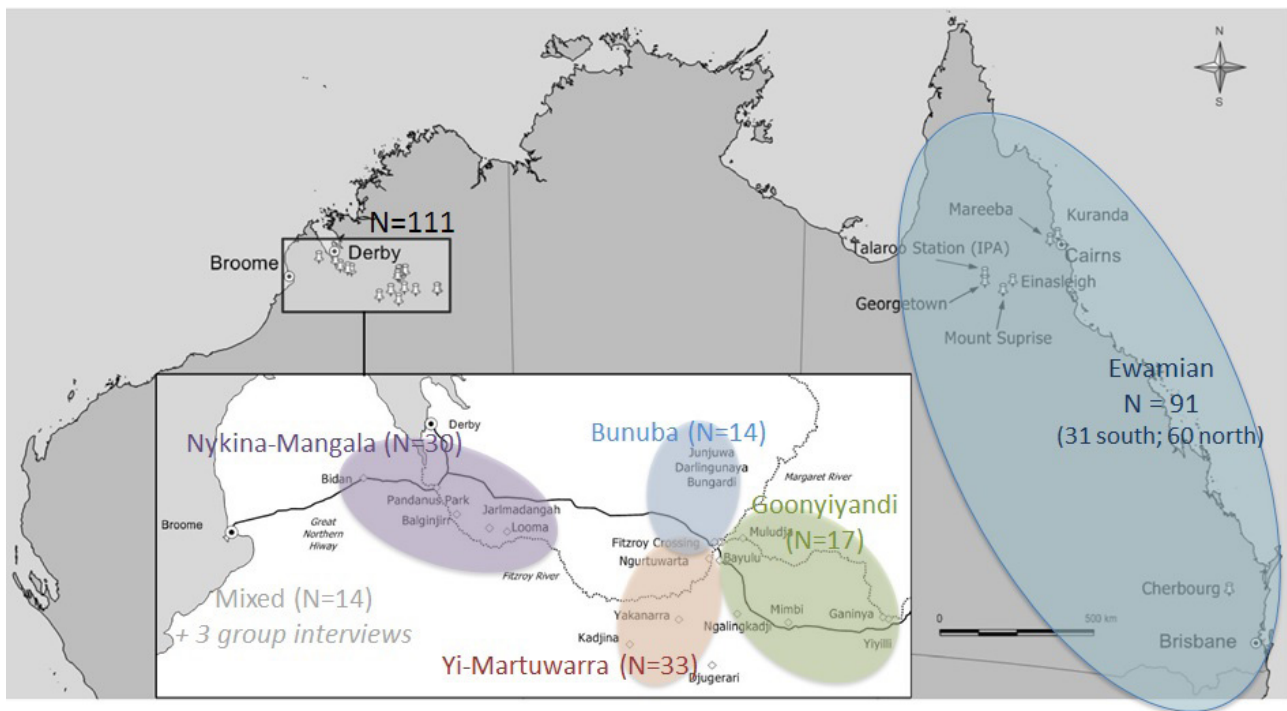 N
S
N=111
Broome
Derby
Mareeba
Kuranda
Talaroo Station (IPA)
Cairns
Einasleigh
Georgetown
Mount Suprise
Ewamian
N = 91
(31 south; 60 north)
Nykina-Mangala (N=30)
Derby
Bunuba (N=14)
Junjuwa
Darlingunaya
Bungardi
Margaret River
Bidan
Pandanus Park
Jarlmadangah
Balginjirr
Looma
Goonyiyandi
(N=17)
Broome
Great
Northern
Hiway
Fitzroy Crossing
Muludja
Ngurtuwarta
Bayulu
Fitzroy River
Mixed (N=14)
+ 3 group interviews
Yakanarra
Kadjina
Ngalingkadji
Mimbi
Ganinya
Yiyilli
Yi-Martuwarra (N=33)
Djugerari
Cherbourg
0
500 km
Brisbane